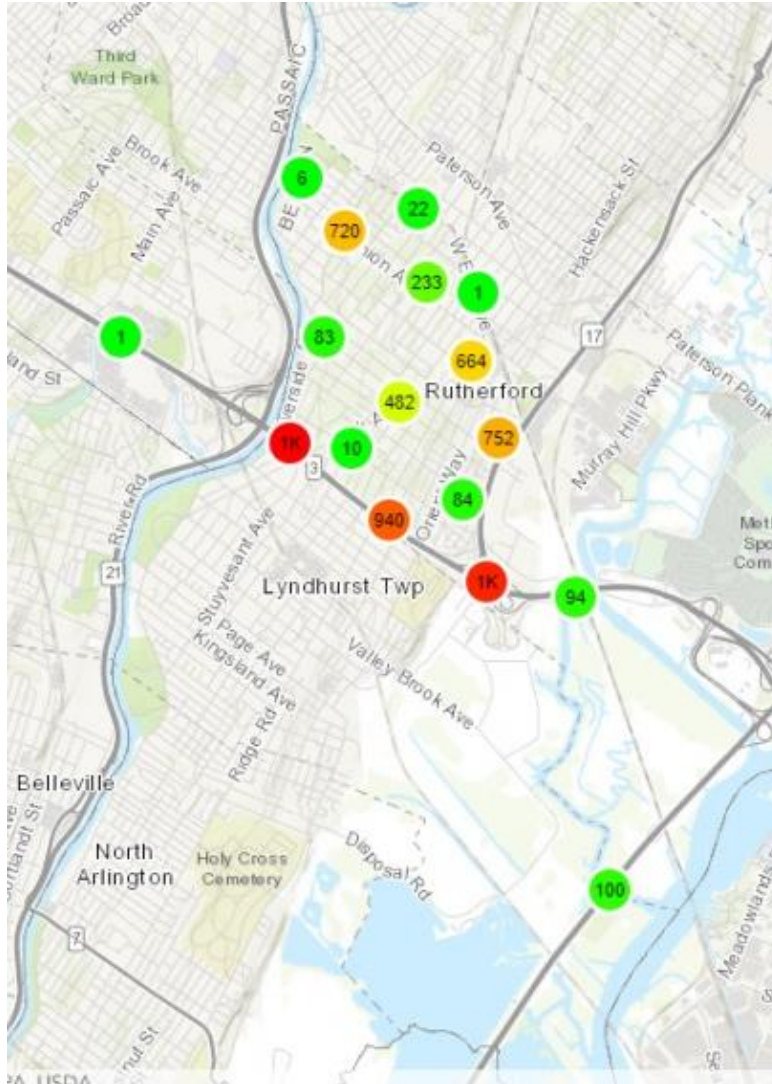 Third
Ward Park
PASSAIC
Brook Ave
Paterson Ave
Passaic Ave
Main Ave
Hackensack St
6
22
720
BE
233
1
1
83
17
Paterson Plank
664
482
Rutherford
Murray Hill Pkwy
752
1K
10
3
84
940
River Rd
Stuyvesant Ave
21
Lyndhurst Twp
1K
94
Page Ave
Kingsland Ave
Valley Brook Ave
Ridge Rd
Belleville
North
Arlington
Holy Cross
Cemetery
Disposal Rd
100
7
Meadowlands